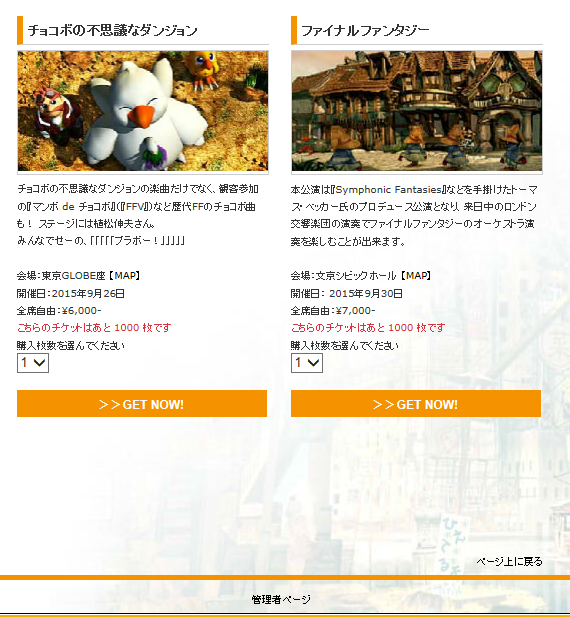 チョコボの不思議なダンジョン
チョコボの不思議なダンジョンの楽曲だけでなく、観客参加
の『マンボ de チョコボ』(『FFV』)など歴代FFのチョコボ曲
も！ ステージには植松伸夫さん。
みんなでせーの、「「「「「ブラボー！」」」」」
会場：東京GLOBE座 【MAP】
開催日：2015年9月26日
全席自由：¥6,000-
こちらのチケットはあと 1000 枚です
購入枚数を選んでください
1
＞＞GET NOW!
ファイナルファンタジー
本公演は『Symphonic Fantasies』などを手掛けたトーマ
ス・ベッカー氏のプロデュース公演となり、来日中のロンドン
交響楽団の演奏でファイナルファンタジーのオーケストラ演
奏を楽しむことが出来ます。
会場：文京シビックホール 【MAP】
開催日： 2015年9月30日
全席自由：¥7,000-
こちらのチケットはあと 1000 枚です
購入枚数を選んでください
1
＞＞GET NOW!
ページ上に戻る
管理者ページ